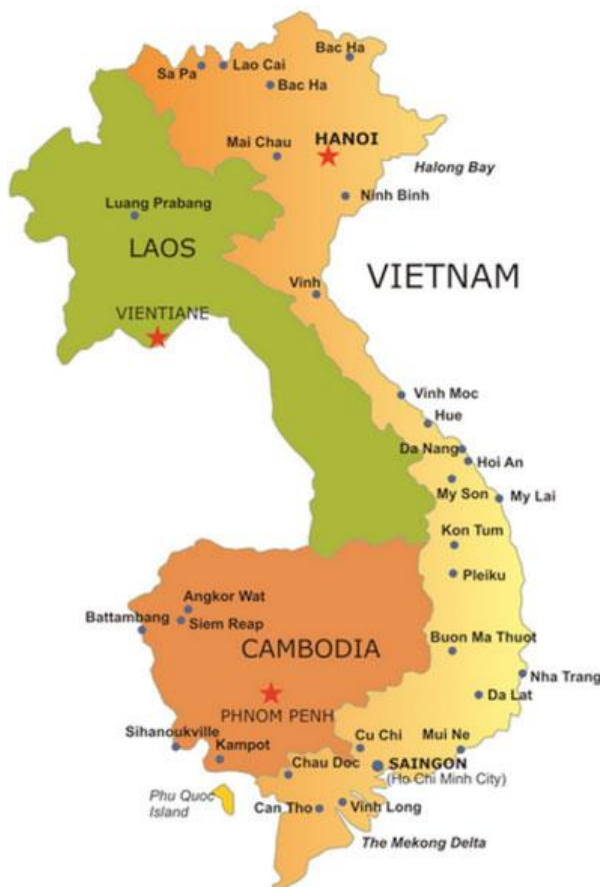 Bac Ha
Sa Pa
Lao Cai
Bac Ha
Mai Chau
HANOI
Halong Bay
Ninh Binh
Luang Prabang
LAOS
VIETNAM
Vinh
VIENTIANE
Vinh Moc
Hue
Da Nang
Hoi An
My Son
My Lai
Kon Tum
Pleiku
Angkor Wat
Battambang
Siem Reap
CAMBODIA
Buon Ma Thuot
Nha Trang
Da Lat
PHNOM PENH
Sihanoukville
Cu Chi
Mui Ne
Kampot
Chau Doc
SAINGON
(Ho Chi Minh City)
Phu Quoc
Island
Can Tho
Vinh Long
The Mekong Delta